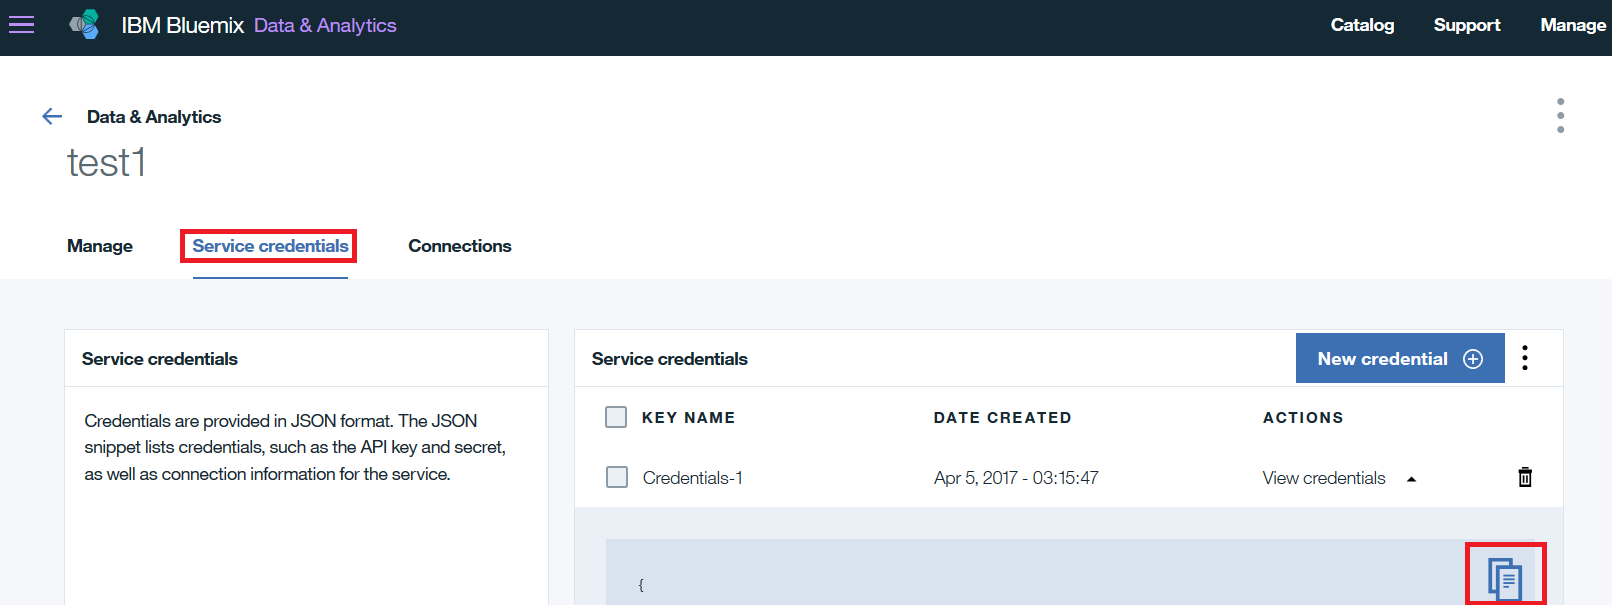 IBM Bluemix Data & Analytics Catalog Support Manage
Data & Analytics
test1
Manage Service credentials Connections
Service credentials
Credentials are provided in JSON format. The JSON
snippet lists credentials, such as the API key and secret,
as well as connection information for the service.
Service credentials New credential
KEY NAME DATE CREATED ACTIONS
Credentials-1 Apr 5, 2017 - 03:15:47 View credentials
{